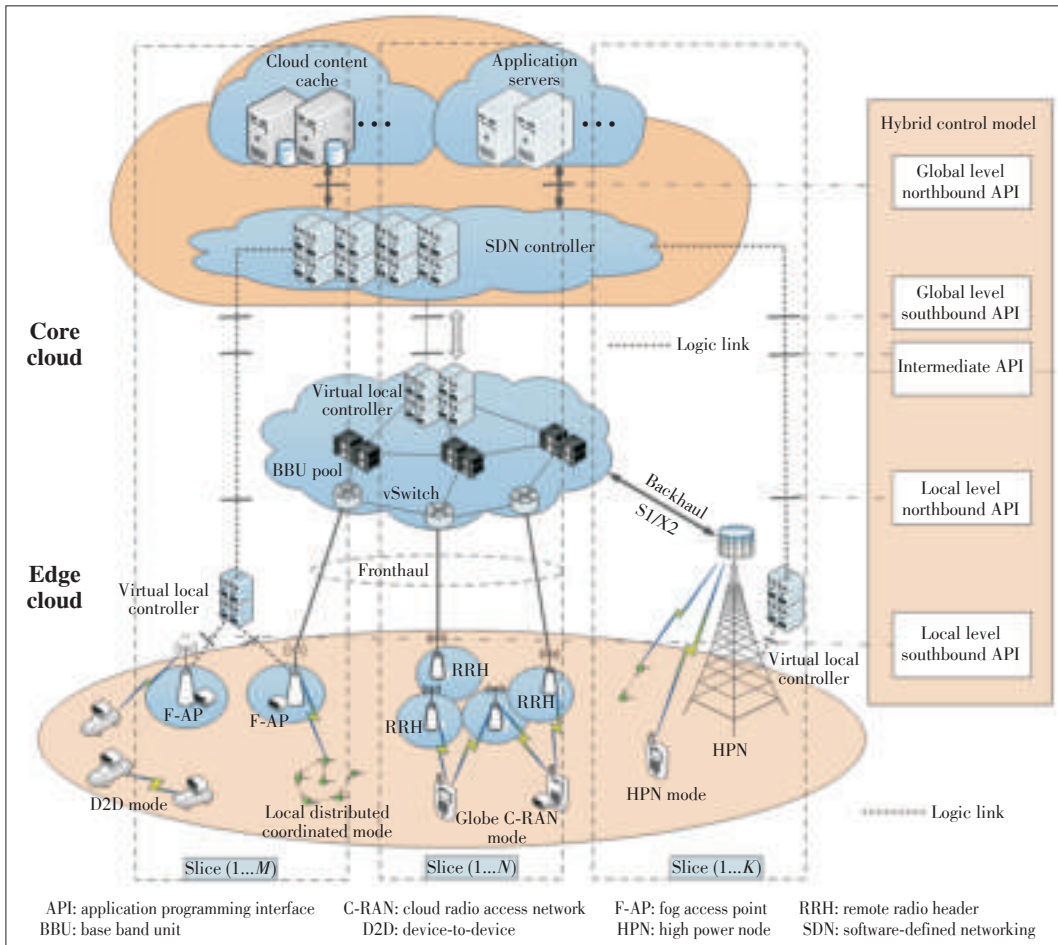 Cloud content
cache
Application
servers
Hybrid control model
Global level
northbound API
SDN controller
Global level
southbound API
Core
cloud
Logic link
Intermediate API
Virtual local
controller
BBU pool
vSwitch
Backhaul
S1/X2
Local level
northbound API
Fronthaul
Edge
cloud
Virtual local
controller
Local level
southbound API
Virtual local
controller
RRH
RRH
RRH
F-AP
F-AP
HPN
D2D mode
Local distributed
coordinated mode
Globe C-RAN
mode
HPN mode
Logic link
Slice (1...M)
Slice (1...N)
Slice (1...K)
API: application programming interface
C-RAN: cloud radio access network
F-AP: fog access point
RRH: remote radio header
BBU: base band unit
D2D: device-to-device
HPN: high power node
SDN: software-defined networking